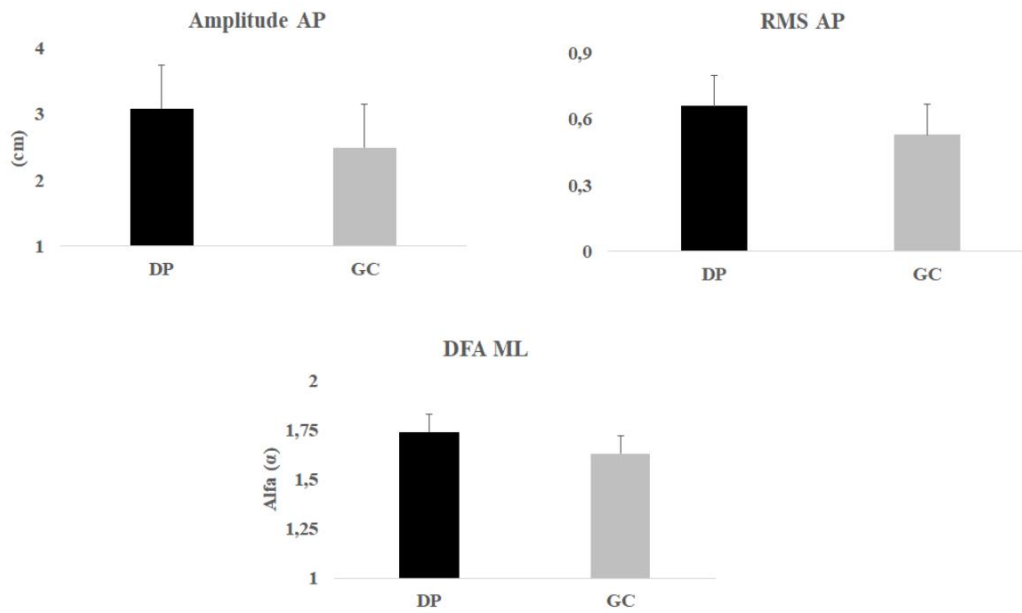 Amplitude AP
4
3
2
1
(cm)
DP
GC
RMS AP
0,9
0,6
0,3
0
DP
GC
DFA ML
2
1,75
1,5
1,25
1
Alfa (α)
DP
GC